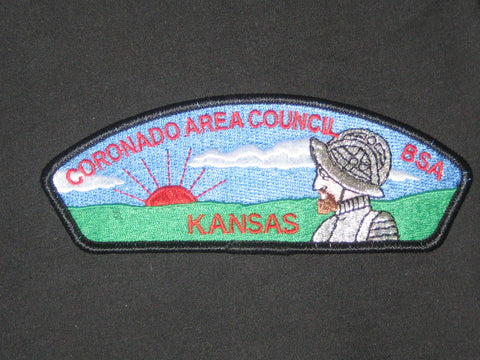 CORONADO AREA COUNCIL BSA
KANSAS